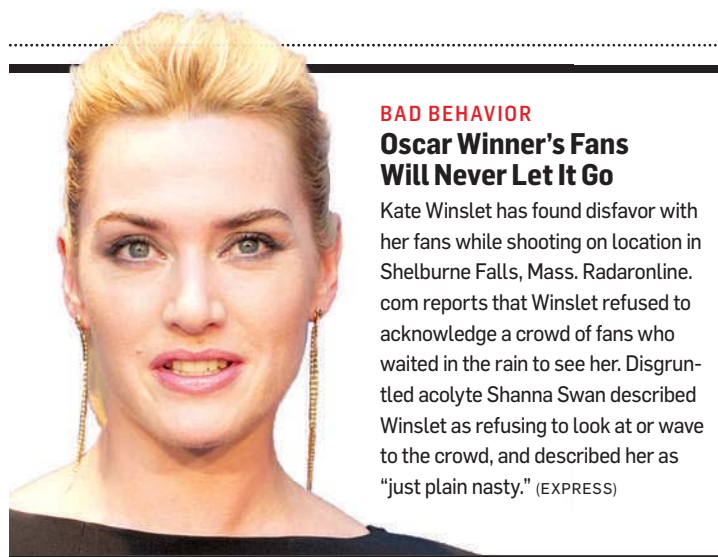 BAD BEHAVIOR
Oscar Winner’s Fans
Will Never Let It Go
Kate Winslet has found disfavor with
her fans while shooting on location in
Shelburne Falls, Mass. Radaronline.
com reports that Winslet refused to
acknowledge a crowd of fans who
waited in the rain to see her. Disgrun-
tled acolyte Shanna Swan described
Winslet as refusing to look at or wave
to the crowd, and described her as
“just plain nasty.” (EXPRESS)